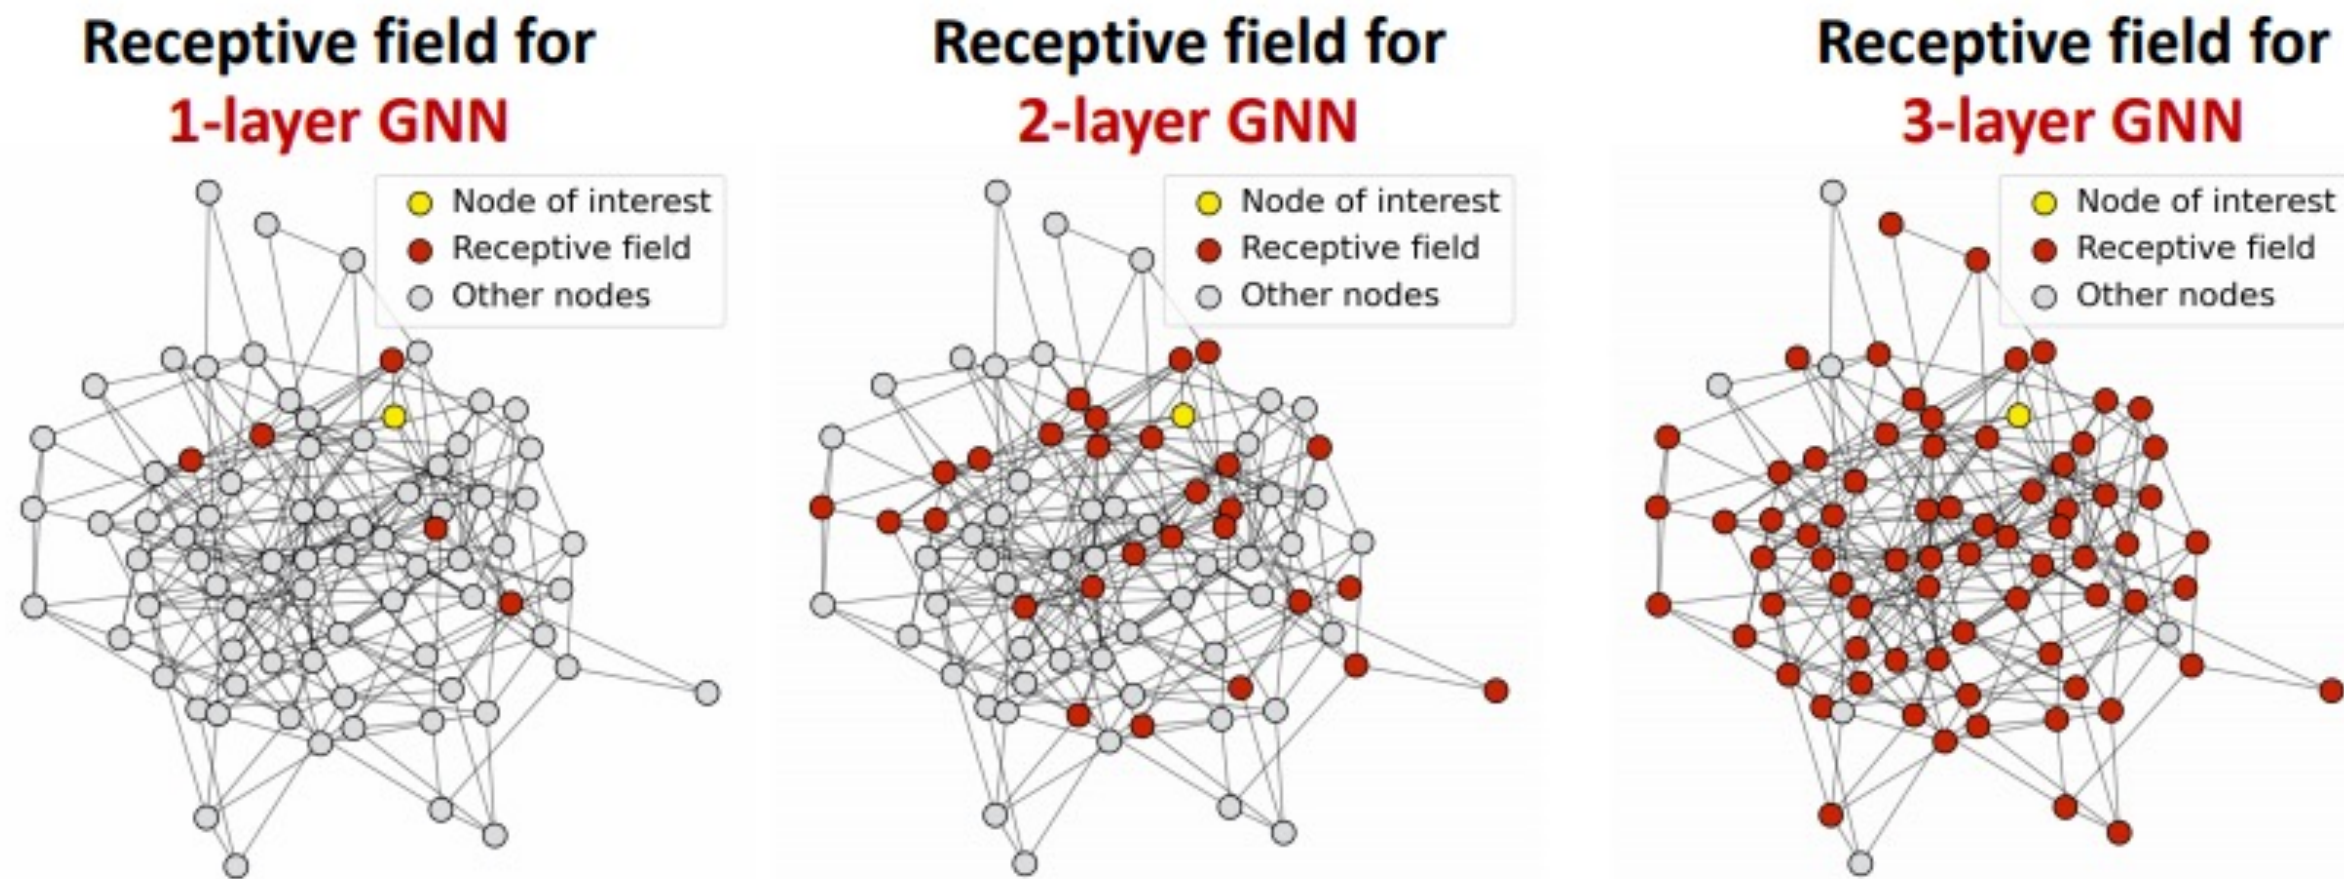 Receptive field for
1-layer GNN
Node of interest
Receptive field
Other nodes
Receptive field for
2-layer GNN
Node of interest
Receptive field
Other nodes
Receptive field for
3-layer GNN
Node of interest
Receptive field
Other nodes